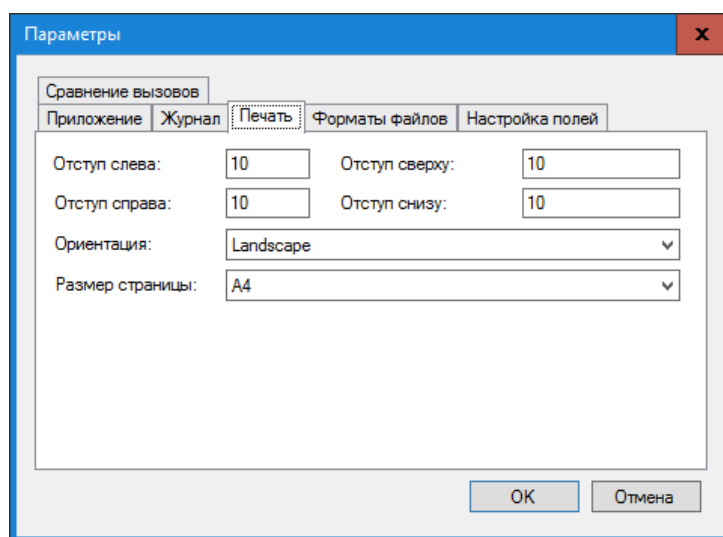 Параметры
Сравнение вызовов
Приложение Журнал Печать Форматы файлов Настройка полей
Отступ слева: 10 Отступ сверху: 10
Отступ справа: 10 Отступ снизу: 10
Ориентация: Landscape
Размер страницы: A4
OK Отмена